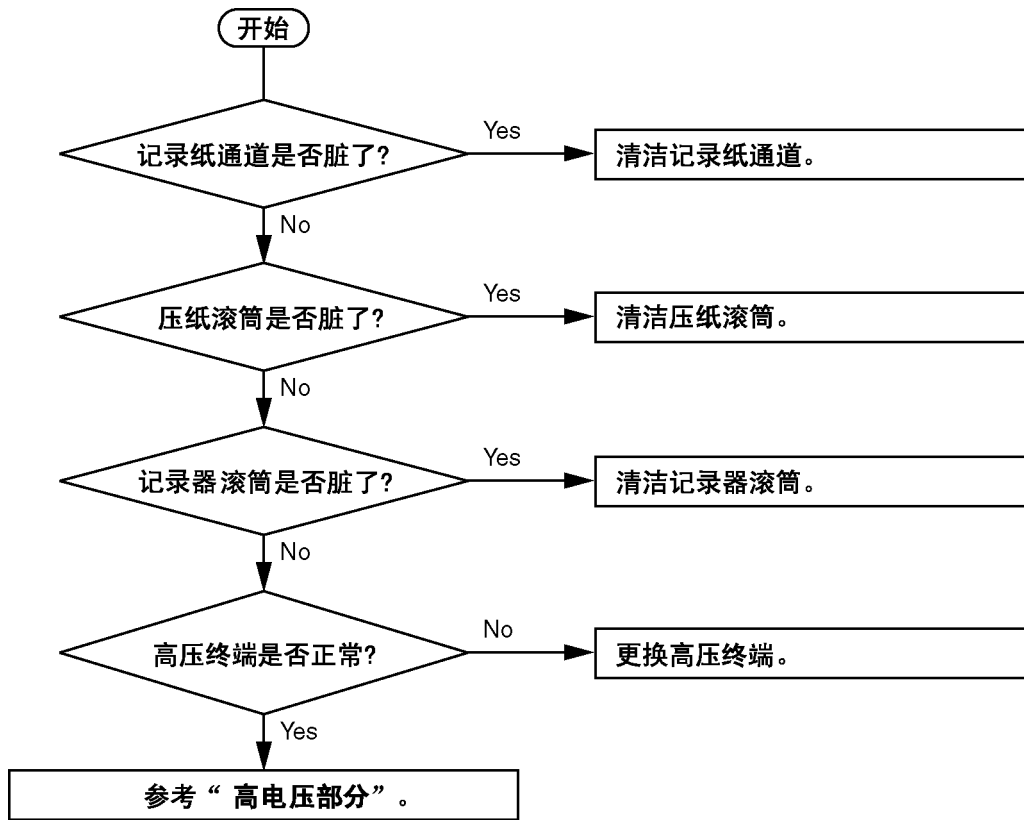 开始
记录纸通道是否脏了?
Yes
清洁记录纸通道。
No
压纸滚筒是否脏了?
Yes
清洁压纸滚筒。
No
记录器滚筒是否脏了?
Yes
清洁记录器滚筒。
No
高压终端是否正常?
No
更换高压终端。
Yes
参考“ 高电压部分”。